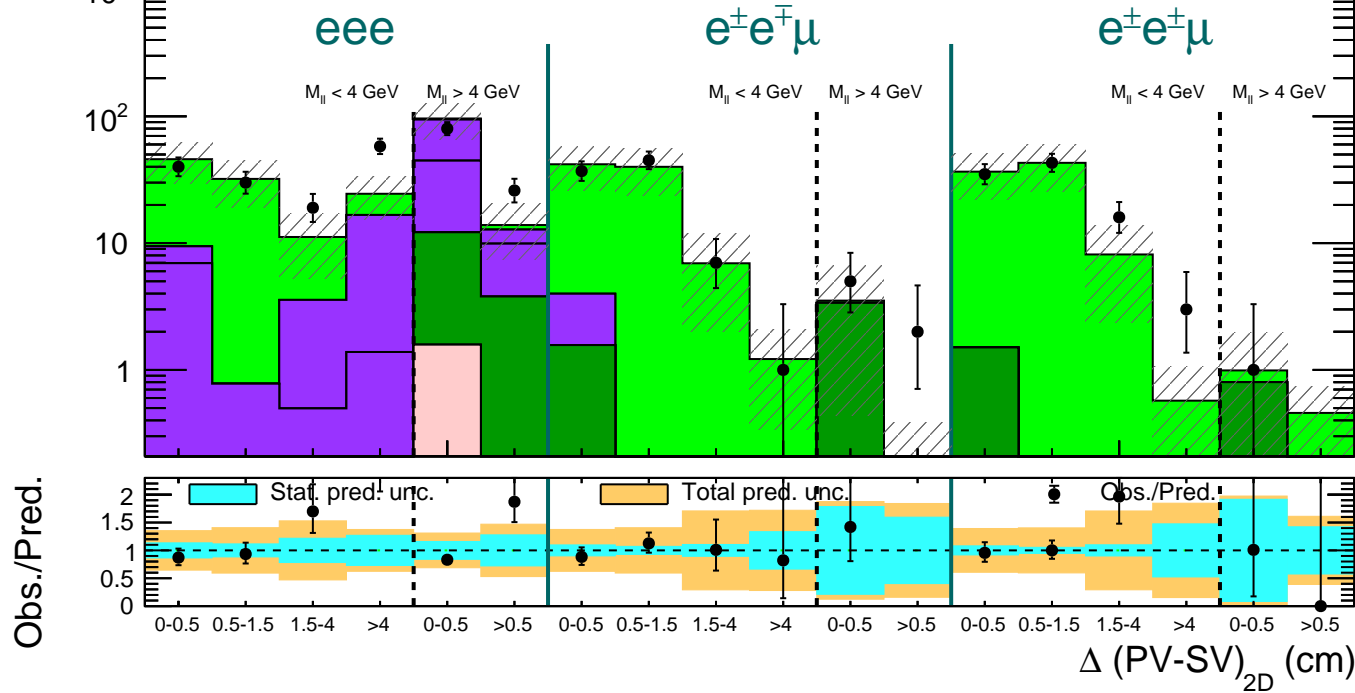 10
eee e±e∓μ e±e±μ
M_ll < 4 GeV M_ll > 4 GeV M_ll < 4 GeV M_ll > 4 GeV M_ll < 4 GeV M_ll > 4 GeV
10²
10
1
Obs./Pred.
2
1.5
1
0.5
0
Stat. pred. unc. Total pred. unc. Obs./Pred.
0-0.5 0.5-1.5 1.5-4 >4 0-0.5 >0.5 0-0.5 0.5-1.5 1.5-4 >4 0-0.5 >0.5 0-0.5 0.5-1.5 1.5-4 >4 0-0.5 >0.5
Δ (PV-SV)_2D (cm)